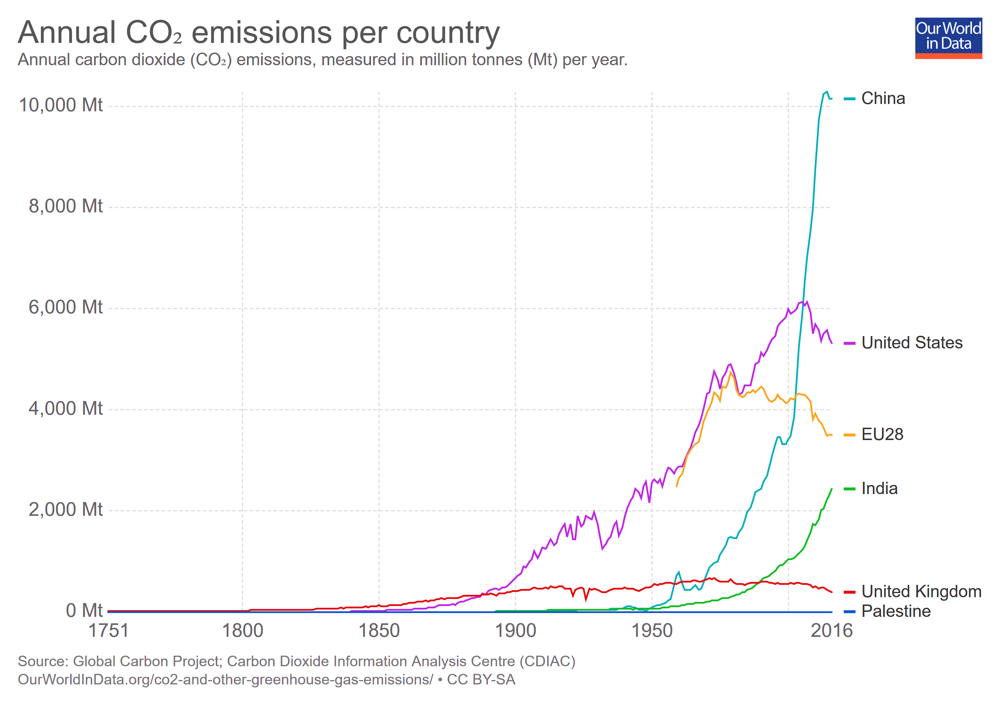 Annual CO₂ emissions per country
Annual carbon dioxide (CO₂) emissions, measured in million tonnes (Mt) per year.
Our World
in Data
10,000 Mt
8,000 Mt
6,000 Mt
4,000 Mt
2,000 Mt
0 Mt
China
United States
EU28
India
United Kingdom
Palestine
1751
1800
1850
1900
1950
2016
Source: Global Carbon Project; Carbon Dioxide Information Analysis Centre (CDIAC)
OurWorldInData.org/co2-and-other-greenhouse-gas-emissions/ • CC BY-SA